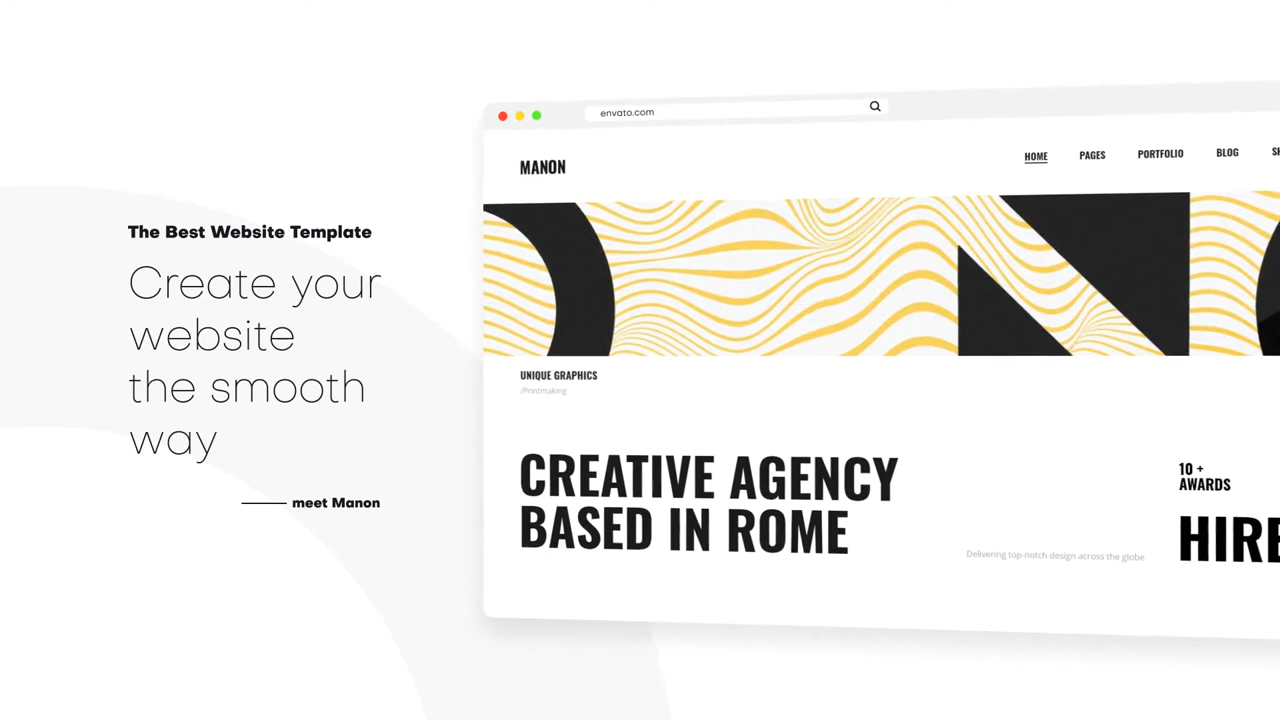 The Best Website Template
Create your
website
the smooth
way
meet Manon
envato.com
MANON
HOME PAGES PORTFOLIO BLOG
UNIQUE GRAPHICS
/Printmaking
CREATIVE AGENCY
BASED IN ROME
Delivering top-notch design across the globe
10 +
AWARDS